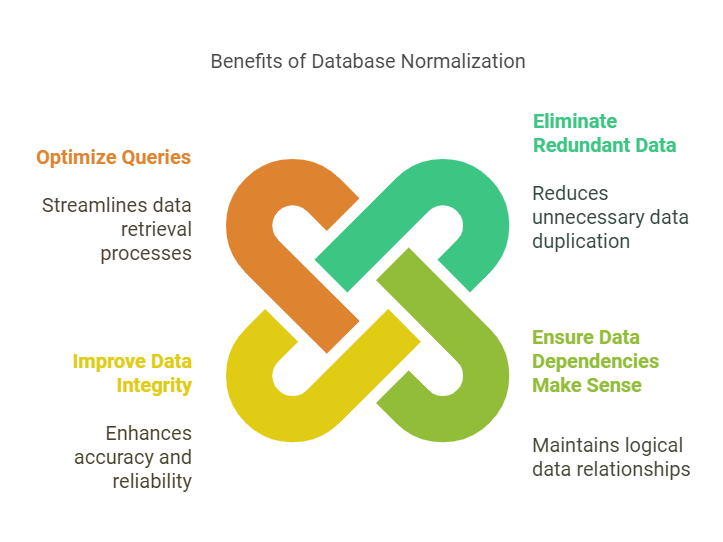 Benefits of Database Normalization
Optimize Queries
Streamlines data
retrieval
processes
Eliminate
Redundant Data
Reduces
unnecessary data
duplication
Improve Data
Integrity
Enhances
accuracy and
reliability
Ensure Data
Dependencies
Make Sense
Maintains logical
data relationships